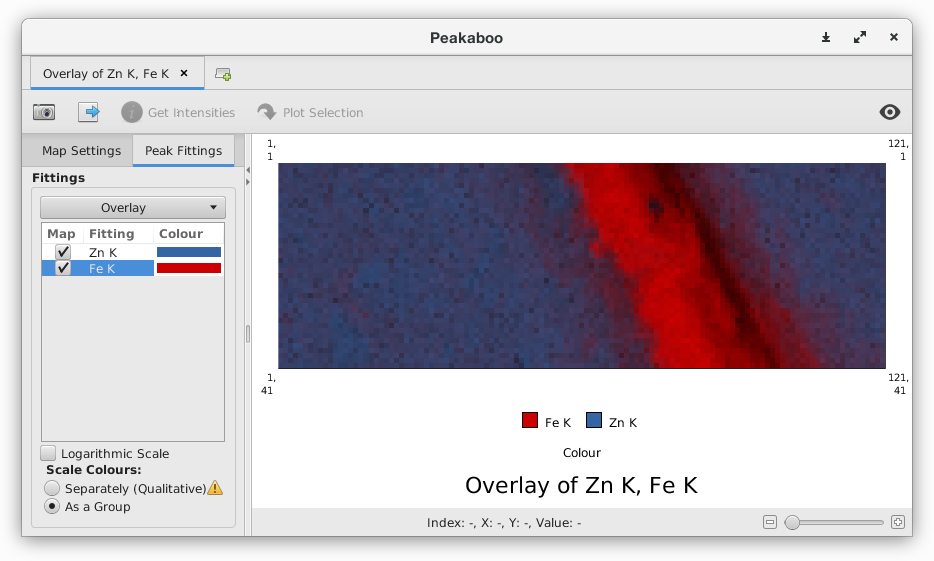 Peakaboo
Overlay of Zn K, Fe K
Get Intensities
Plot Selection
Map Settings
Peak Fittings
Fittings
Overlay
Map Fitting Colour
Zn K
Fe K
Logarithmic Scale
Scale Colours:
Separately (Qualitative)
As a Group
1,
1
121,
1
1,
41
121,
41
Fe K Zn K
Colour
Overlay of Zn K, Fe K
Index: -, X: -, Y: -, Value: -